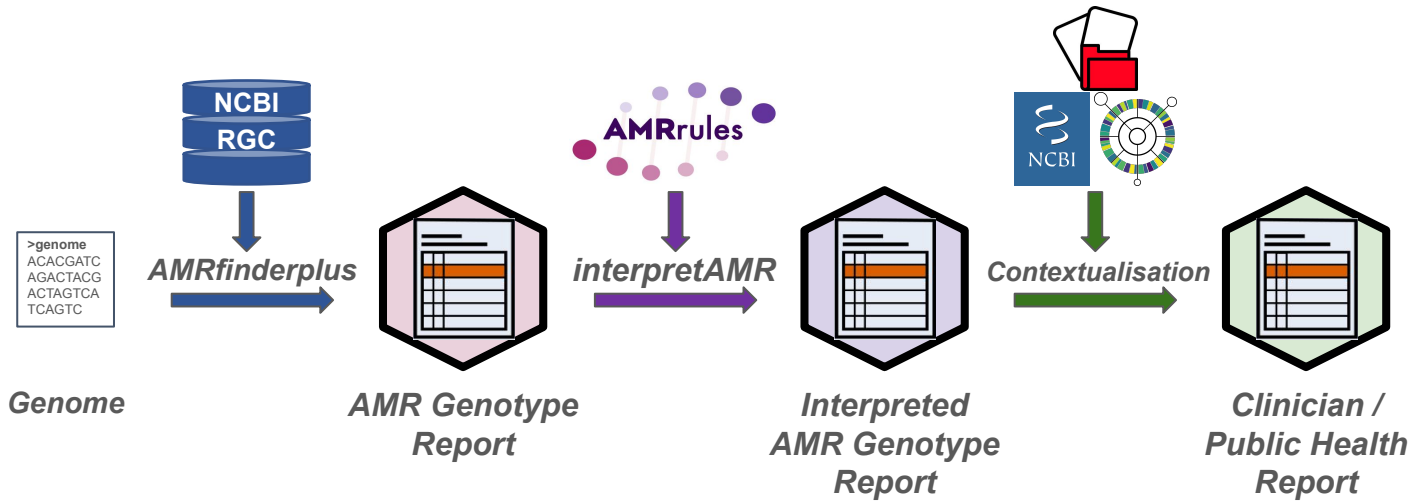 NCBI
RGC
AMRrules
NCBI
>genome
ACACGATC
AGACTACG
ACTAGTCA
TCAGTC
AMRfinderplus
interpretAMR
Contextualisation
Genome
AMR Genotype
Report
Interpreted
AMR Genotype
Report
Clinician /
Public Health
Report